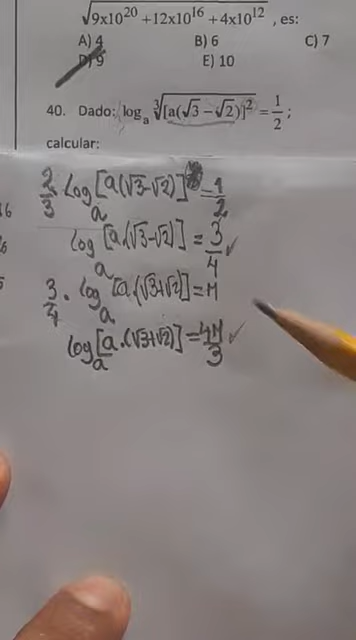 √9x10²⁰ +12x10¹⁶ +4x10¹² , es:
A) 4 B) 6 C) 7
D) 9 E) 10
40. Dado: logₐ ∛[a(√3−√2)]² = 1/2 ;
calcular:
2/3 · Logₐ [a(√3-√2)] = 1/2
logₐ [a.(√3-√2)] = 3/4 ✓
3/4 · logₐ [a.(√3+√2)] = M
logₐ [a.(√3+√2)] = 4M/3 ✓